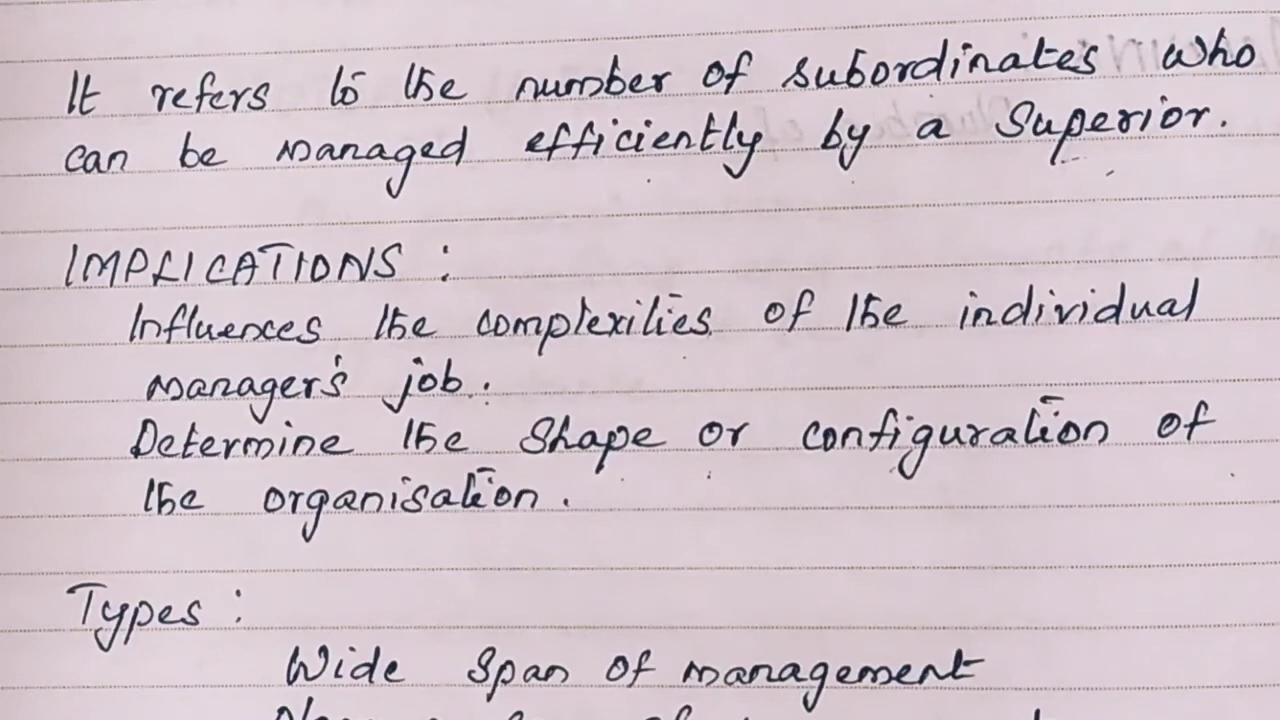 It refers to the number of subordinates who
can be managed efficiently by a Superior.
IMPLICATIONS :
Influences the complexities of the individual
manager's job.
Determine the Shape or configuration of
the organisation.
Types :
Wide Span of management